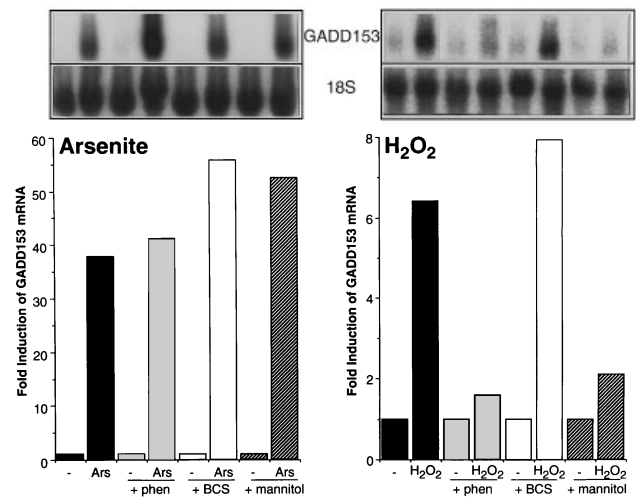 GADD153
18S
Arsenite
Fold Induction of GADD153 mRNA
60
50
40
30
20
10
0
- Ars - Ars - Ars - Ars
+ phen + BCS + mannitol
H₂O₂
Fold Induction of GADD153 mRNA
8
6
4
2
0
- H₂O₂ - H₂O₂ - H₂O₂ - H₂O₂
+ phen + BCS + mannitol